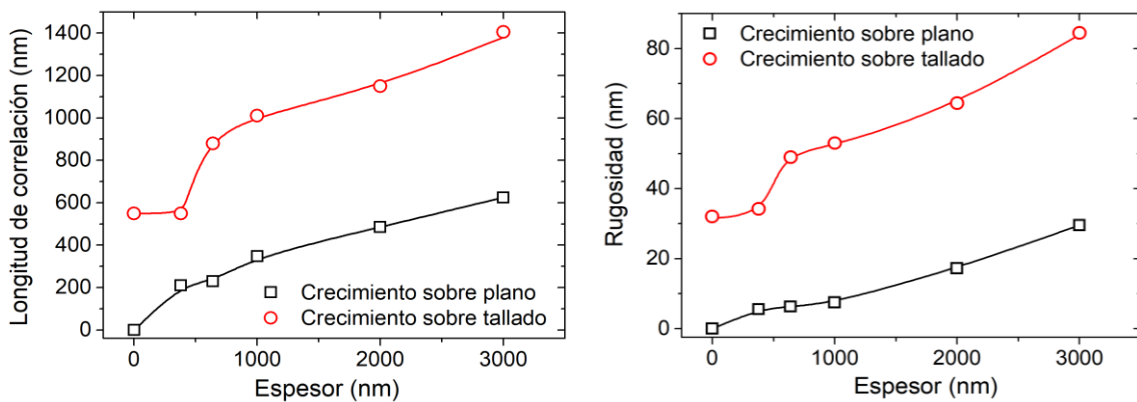 Longitud de correlación (nm)
1400
1200
1000
800
600
400
200
0
Crecimiento sobre plano
Crecimiento sobre tallado
0
1000
2000
3000
Espesor (nm)
Rugosidad (nm)
80
60
40
20
0
Crecimiento sobre plano
Crecimiento sobre tallado
0
1000
2000
3000
Espesor (nm)